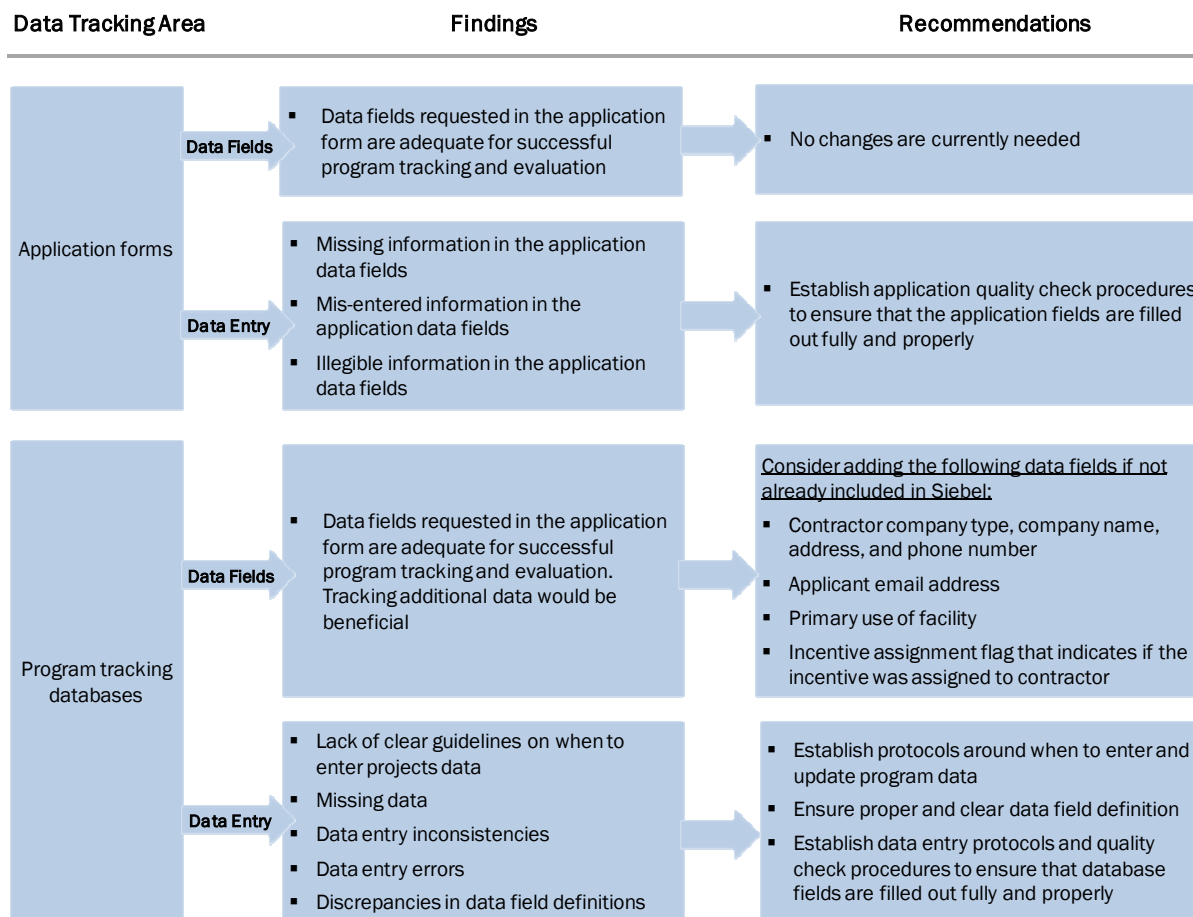 Data Tracking Area
Findings
Recommendations
Application forms
Data Fields
▪ Data fields requested in the application
form are adequate for successful
program tracking and evaluation
▪ No changes are currently needed
Data Entry
▪ Missing information in the application
data fields
▪ Mis-entered information in the
application data fields
▪ Illegible information in the application
data fields
▪ Establish application quality check procedures
to ensure that the application fields are filled
out fully and properly
Program tracking
databases
Data Fields
▪ Data fields requested in the application
form are adequate for successful
program tracking and evaluation.
Tracking additional data would be
beneficial
Consider adding the following data fields if not
already included in Siebel:
▪ Contractor company type, company name,
address, and phone number
▪ Applicant email address
▪ Primary use of facility
▪ Incentive assignment flag that indicates if the
incentive was assigned to contractor
Data Entry
▪ Lack of clear guidelines on when to
enter projects data
▪ Missing data
▪ Data entry inconsistencies
▪ Data entry errors
▪ Discrepancies in data field definitions
▪ Establish protocols around when to enter and
update program data
▪ Ensure proper and clear data field definition
▪ Establish data entry protocols and quality
check procedures to ensure that database
fields are filled out fully and properly